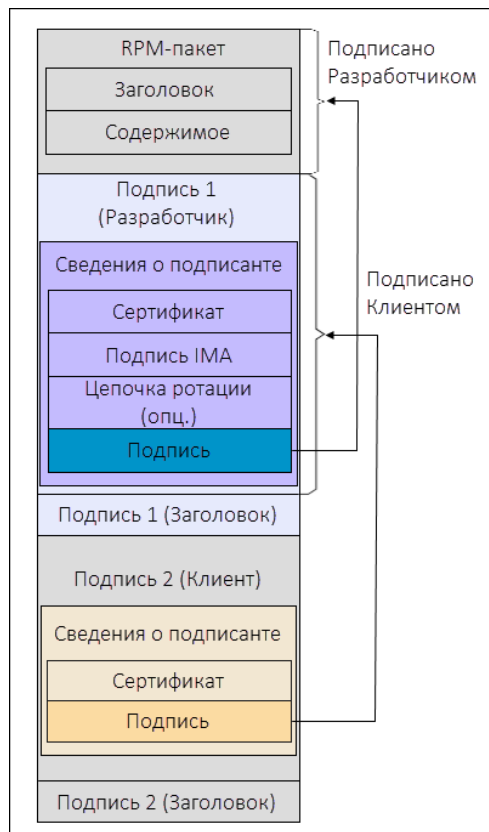 RPM-пакет
Заголовок
Содержимое
Подписано
Разработчиком
Подпись 1
(Разработчик)
Сведения о подписанте
Сертификат
Подпись IMA
Цепочка ротации
(опц.)
Подпись
Подписано
Клиентом
Подпись 1 (Заголовок)
Подпись 2 (Клиент)
Сведения о подписанте
Сертификат
Подпись
Подпись 2 (Заголовок)